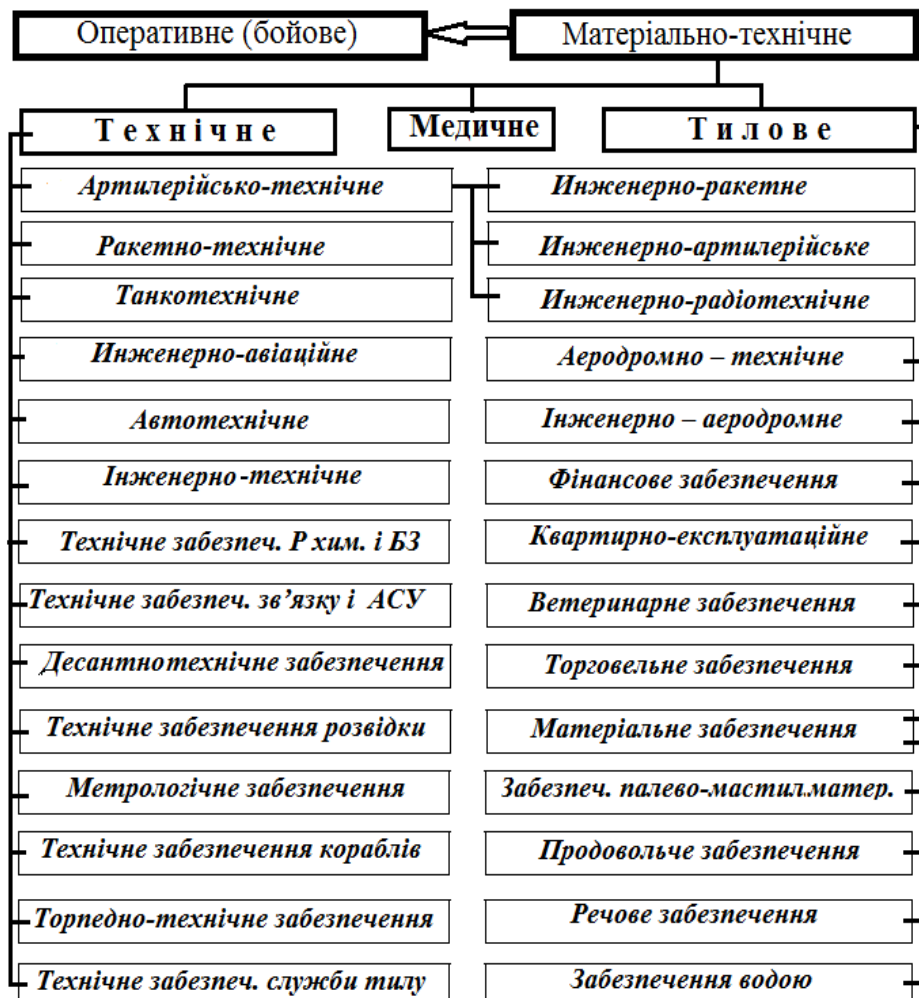 Оперативне (бойове)
Матеріально-технічне
Технічне
Медичне
Тилове
Артилерійсько-технічне
Инженерно-ракетне
Ракетно-технічне
Инженерно-артилерійське
Танкотехнічне
Инженерно-радіотехнічне
Инженерно-авіаційне
Аеродромно – технічне
Автотехнічне
Інженерно – аеродромне
Інженерно-технічне
Фінансове забезпечення
Технічне забезпеч. Р хим. і БЗ
Квартирно-експлуатаційне
Технічне забезпеч. зв’язку і АСУ
Ветеринарне забезпечення
Десантнотехнічне забезпечення
Торговельне забезпечення
Технічне забезпечення розвідки
Матеріальне забезпечення
Метрологічне забезпечення
Забезпеч. палево-мастил.матер.
Технічне забезпечення кораблів
Продовольче забезпечення
Торпедно-технічне забезпечення
Речове забезпечення
Технічне забезпеч. служби тилу
Забезпечення водою